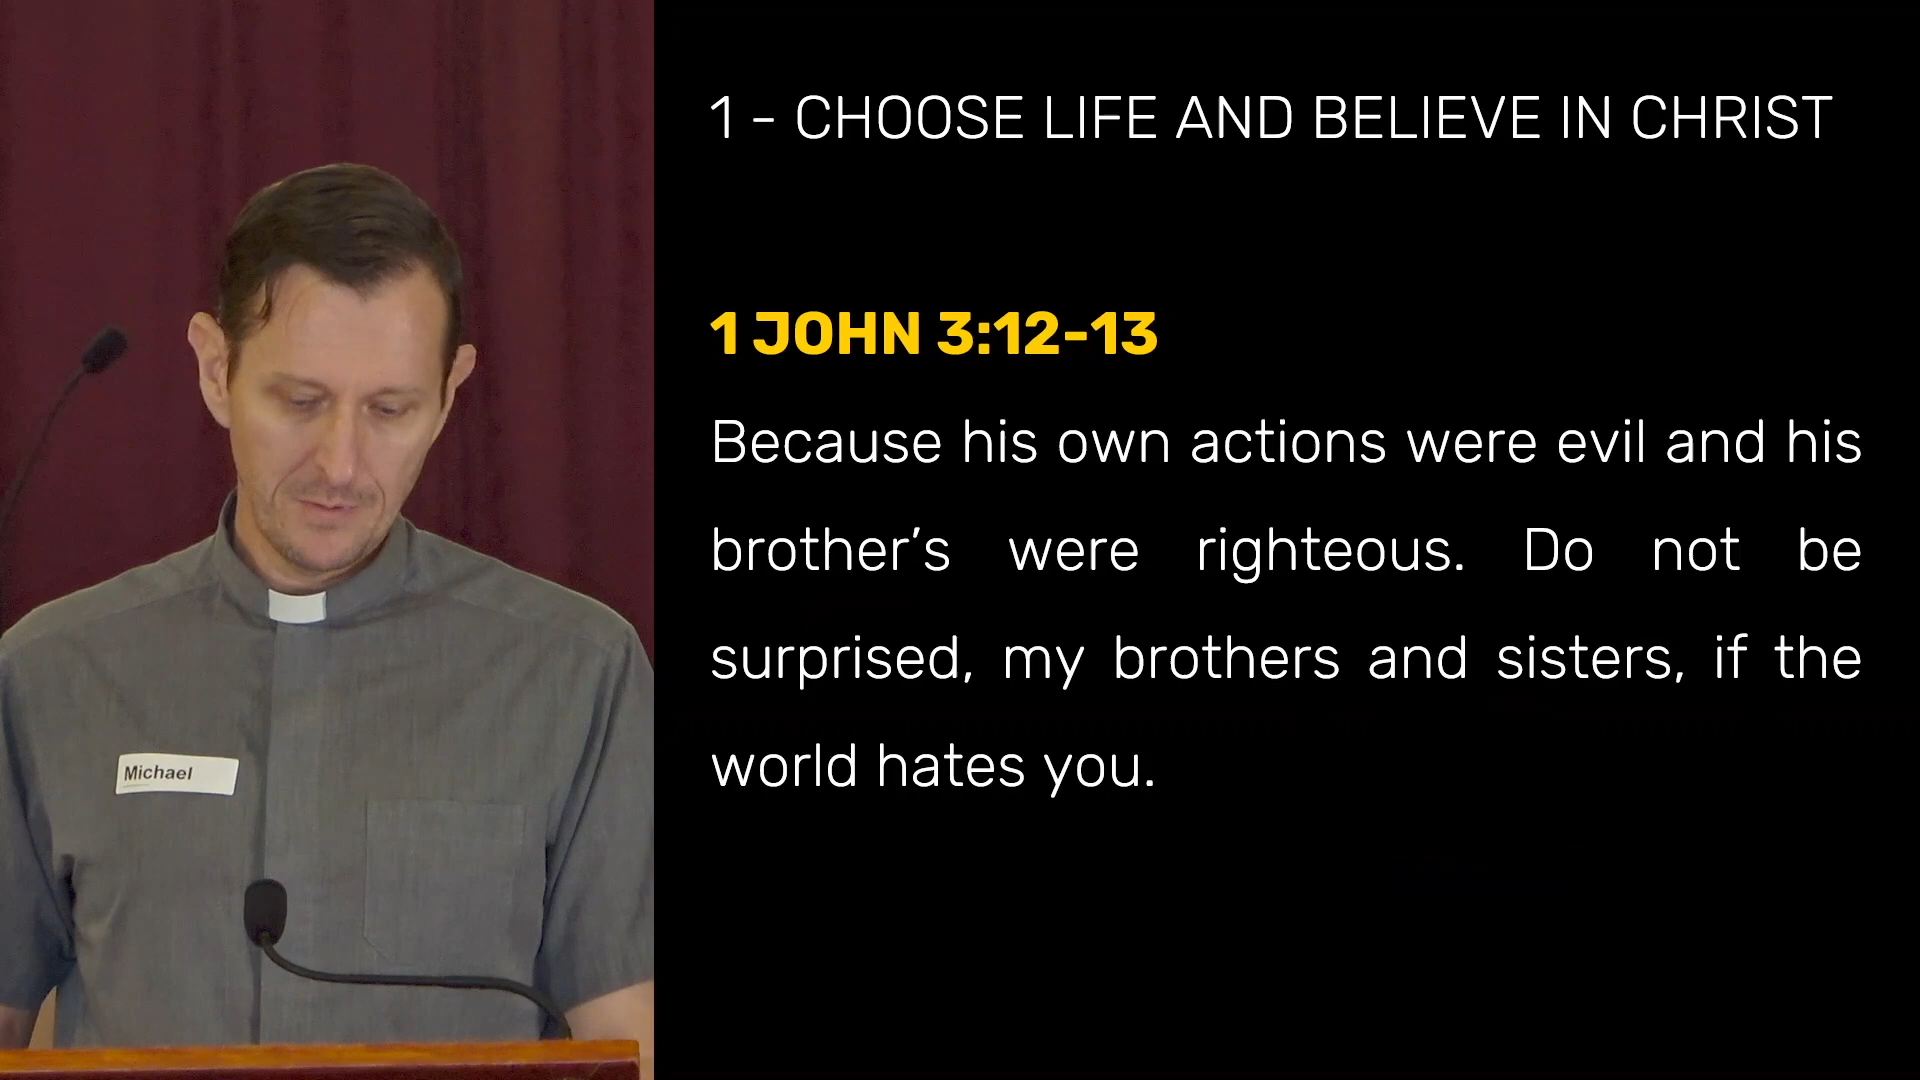 1 - CHOOSE LIFE AND BELIEVE IN CHRIST
1 JOHN 3:12-13
Because his own actions were evil and his
brother’s were righteous. Do not be
surprised, my brothers and sisters, if the
world hates you.
Michael